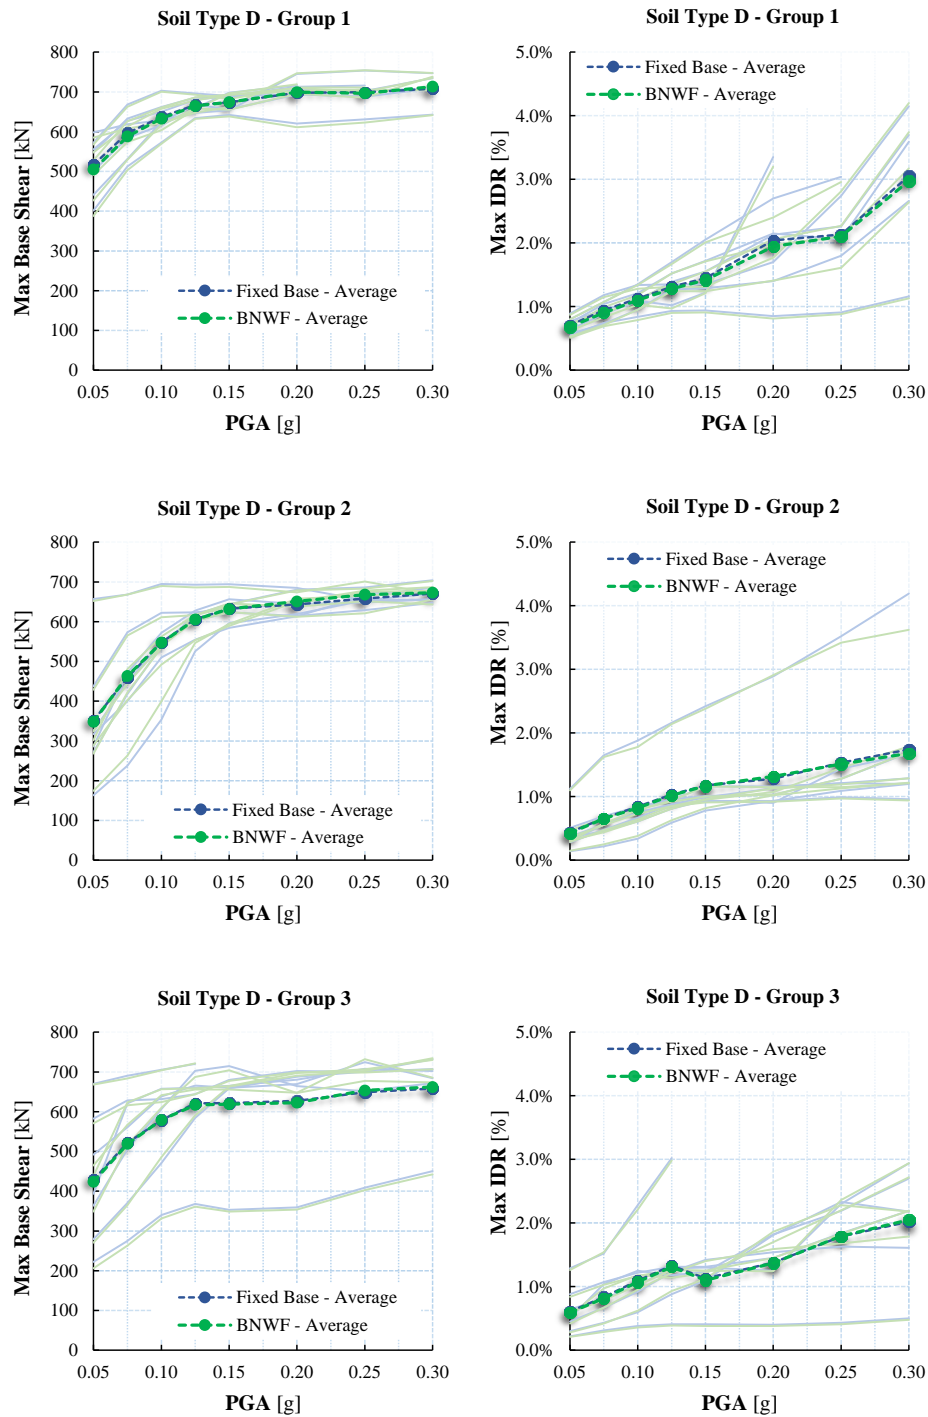 Soil Type D - Group 1
Max Base Shear [kN]
800
700
600
500
400
300
200
100
0
Fixed Base - Average
BNWF - Average
0.05 0.10 0.15 0.20 0.25 0.30
PGA [g]
Soil Type D - Group 1
Max IDR [%]
5.0%
4.0%
3.0%
2.0%
1.0%
0.0%
Fixed Base - Average
BNWF - Average
0.05 0.10 0.15 0.20 0.25 0.30
PGA [g]
Soil Type D - Group 2
Max Base Shear [kN]
800
700
600
500
400
300
200
100
0
Fixed Base - Average
BNWF - Average
0.05 0.10 0.15 0.20 0.25 0.30
PGA [g]
Soil Type D - Group 2
Max IDR [%]
5.0%
4.0%
3.0%
2.0%
1.0%
0.0%
Fixed Base - Average
BNWF - Average
0.05 0.10 0.15 0.20 0.25 0.30
PGA [g]
Soil Type D - Group 3
Max Base Shear [kN]
800
700
600
500
400
300
200
100
0
Fixed Base - Average
BNWF - Average
0.05 0.10 0.15 0.20 0.25 0.30
PGA [g]
Soil Type D - Group 3
Max IDR [%]
5.0%
4.0%
3.0%
2.0%
1.0%
0.0%
Fixed Base - Average
BNWF - Average
0.05 0.10 0.15 0.20 0.25 0.30
PGA [g]